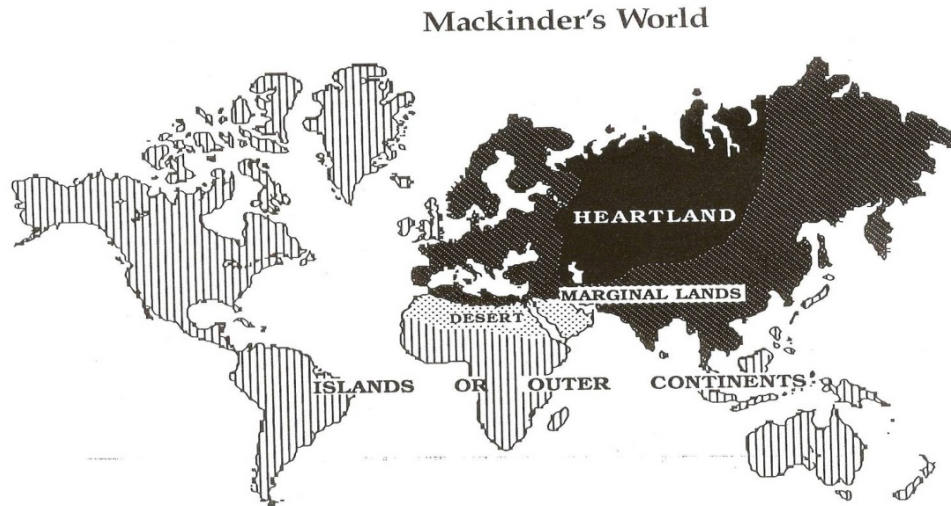 Mackinder's World
HEARTLAND
MARGINAL LANDS
DESERT
ISLANDS OR OUTER CONTINENTS